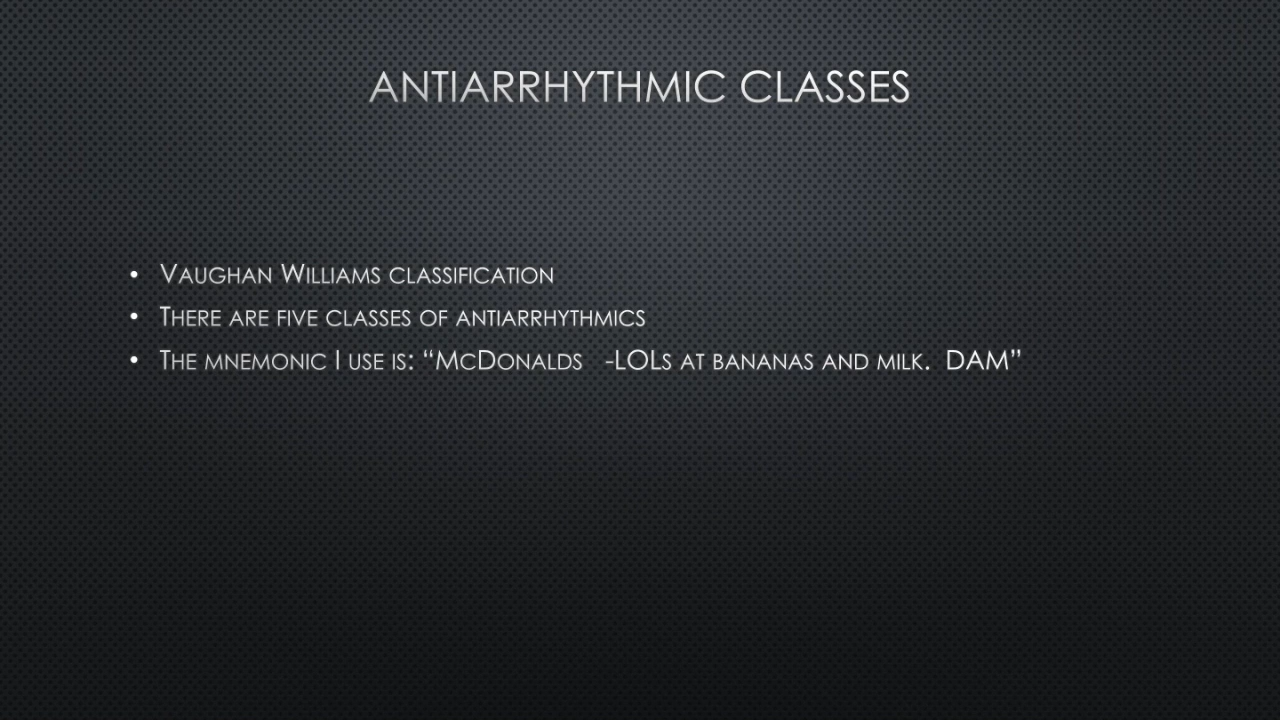 ANTIARRHYTHMIC CLASSES
• VAUGHAN WILLIAMS CLASSIFICATION
• THERE ARE FIVE CLASSES OF ANTIARRHYTHMICS
• THE MNEMONIC I USE IS: “MCDONALDS -LOLS AT BANANAS AND MILK. DAM”